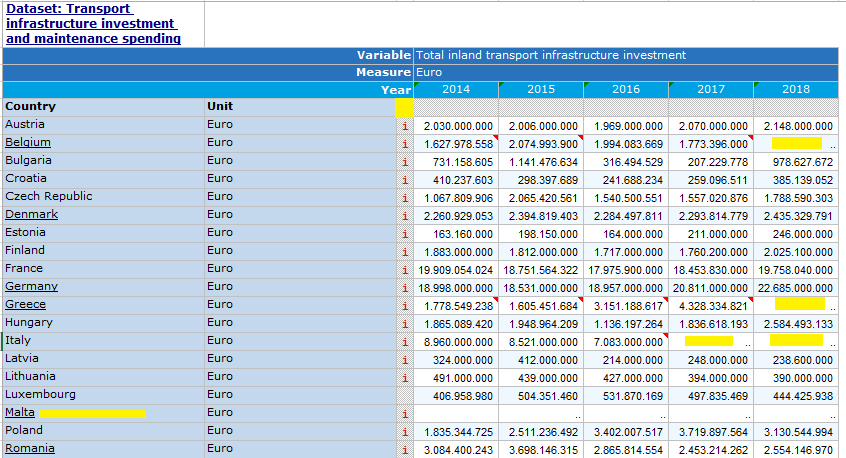 Dataset: Transport
infrastructure investment
and maintenance spending
Variable Total inland transport infrastructure investment
Measure Euro
Year 2014 2015 2016 2017 2018
Country Unit
Austria Euro i 2.030.000.000 2.006.000.000 1.969.000.000 2.070.000.000 2.148.000.000
Belgium Euro i 1.627.978.558 2.074.993.900 1.994.083.669 1.773.396.000 ..
Bulgaria Euro i 731.158.605 1.141.476.634 316.494.529 207.229.778 978.627.672
Croatia Euro i 410.237.603 298.397.689 241.688.234 259.096.511 385.139.052
Czech Republic Euro i 1.067.809.906 2.065.420.561 1.540.500.551 1.557.020.876 1.788.590.303
Denmark Euro i 2.260.929.053 2.394.819.403 2.284.497.811 2.293.814.779 2.435.329.791
Estonia Euro i 163.160.000 198.150.000 164.000.000 211.000.000 246.000.000
Finland Euro i 1.883.000.000 1.812.000.000 1.717.000.000 1.760.200.000 2.025.100.000
France Euro i 19.909.054.024 18.751.564.322 17.975.900.000 18.453.830.000 19.758.040.000
Germany Euro i 18.998.000.000 18.531.000.000 18.957.000.000 20.811.000.000 22.685.000.000
Greece Euro i 1.778.549.238 1.605.451.684 3.151.188.617 4.328.334.821 ..
Hungary Euro i 1.865.089.420 1.948.964.209 1.136.197.264 1.836.618.193 2.584.493.133
Italy Euro i 8.960.000.000 8.521.000.000 7.083.000.000 .. ..
Latvia Euro i 324.000.000 412.000.000 214.000.000 248.000.000 238.600.000
Lithuania Euro i 491.000.000 439.000.000 427.000.000 394.000.000 390.000.000
Luxembourg Euro i 406.958.980 504.351.460 531.870.169 497.835.469 444.425.938
Malta Euro i .. .. .. .. ..
Poland Euro i 1.835.344.725 2.511.236.492 3.402.007.517 3.719.897.564 3.130.544.994
Romania Euro i 3.084.400.243 3.698.146.315 2.865.814.554 2.453.214.262 2.554.146.970